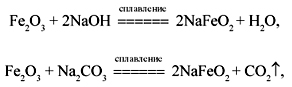 сплавление
Fe₂O₃ + 2NaOH ====== 2NaFeO₂ + H₂O,
сплавление
Fe₂O₃ + Na₂CO₃ ====== 2NaFeO₂ + CO₂↑,